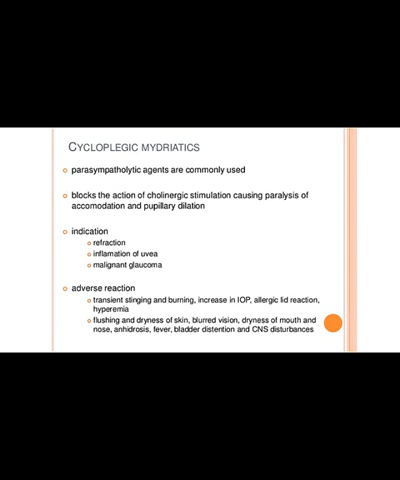 CYCLOPLEGIC MYDRIATICS
parasympatholytic agents are commonly used
blocks the action of cholinergic stimulation causing paralysis of
accomodation and pupillary dilation
indication
refraction
inflamation of uvea
malignant glaucoma
adverse reaction
transient stinging and burning, increase in IOP, allergic lid reaction,
hyperemia
flushing and dryness of skin, blurred vision, dryness of mouth and
nose, anhidrosis, fever, bladder distention and CNS disturbances